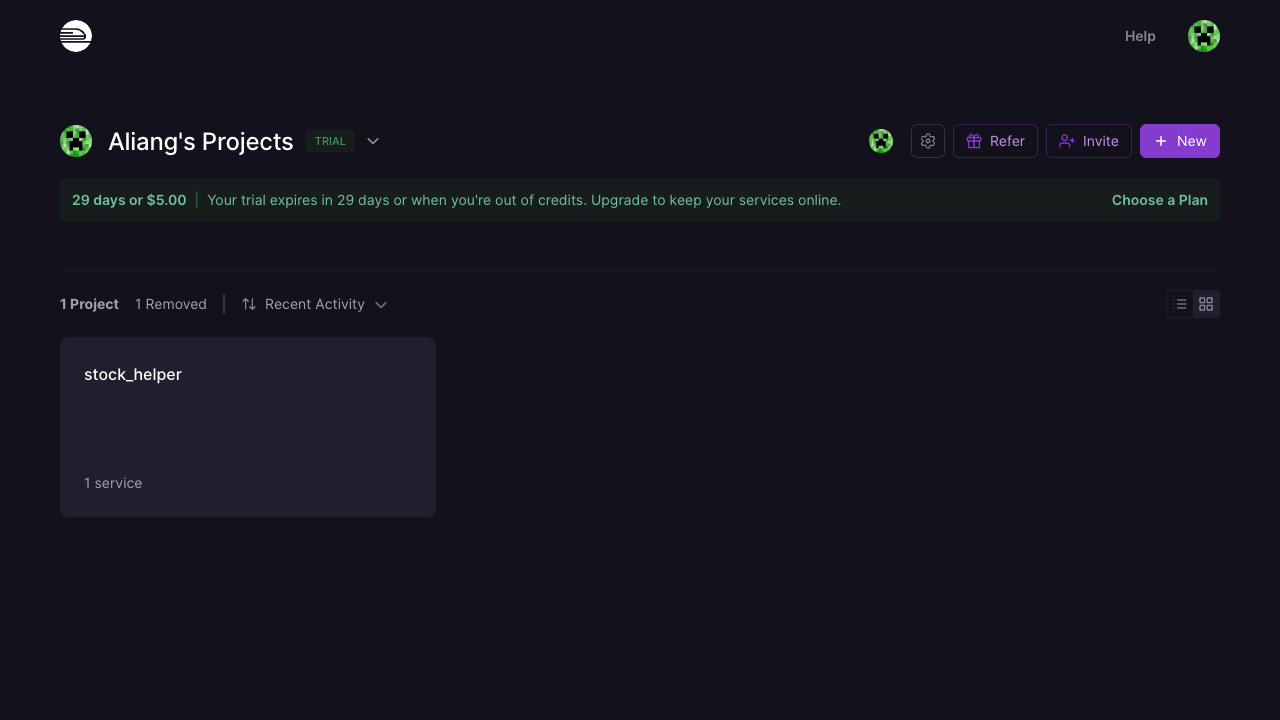 Help
Aliang's Projects TRIAL
Refer Invite New
29 days or $5.00 Your trial expires in 29 days or when you're out of credits. Upgrade to keep your services online. Choose a Plan
1 Project 1 Removed Recent Activity
stock_helper
1 service